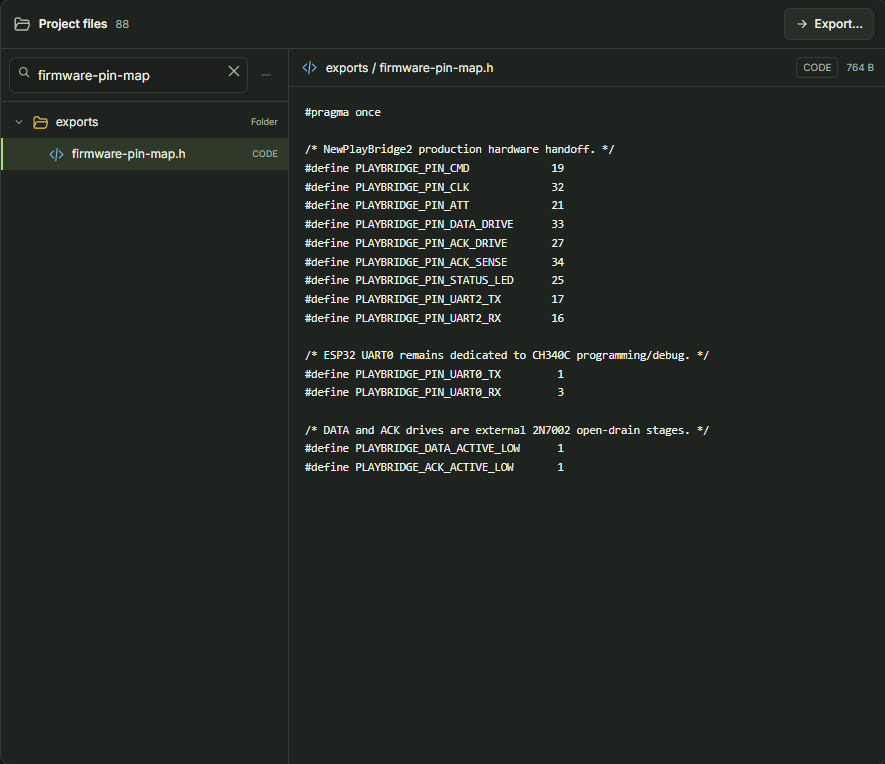 Project files 88
Export...
firmware-pin-map
exports / firmware-pin-map.h
CODE 764 B
exports Folder
firmware-pin-map.h CODE
#pragma once
/* NewPlayBridge2 production hardware handoff. */
#define PLAYBRIDGE_PIN_CMD 19
#define PLAYBRIDGE_PIN_CLK 32
#define PLAYBRIDGE_PIN_ATT 21
#define PLAYBRIDGE_PIN_DATA_DRIVE 33
#define PLAYBRIDGE_PIN_ACK_DRIVE 27
#define PLAYBRIDGE_PIN_ACK_SENSE 34
#define PLAYBRIDGE_PIN_STATUS_LED 25
#define PLAYBRIDGE_PIN_UART2_TX 17
#define PLAYBRIDGE_PIN_UART2_RX 16
/* ESP32 UART0 remains dedicated to CH340C programming/debug. */
#define PLAYBRIDGE_PIN_UART0_TX 1
#define PLAYBRIDGE_PIN_UART0_RX 3
/* DATA and ACK drives are external 2N7002 open-drain stages. */
#define PLAYBRIDGE_DATA_ACTIVE_LOW 1
#define PLAYBRIDGE_ACK_ACTIVE_LOW 1